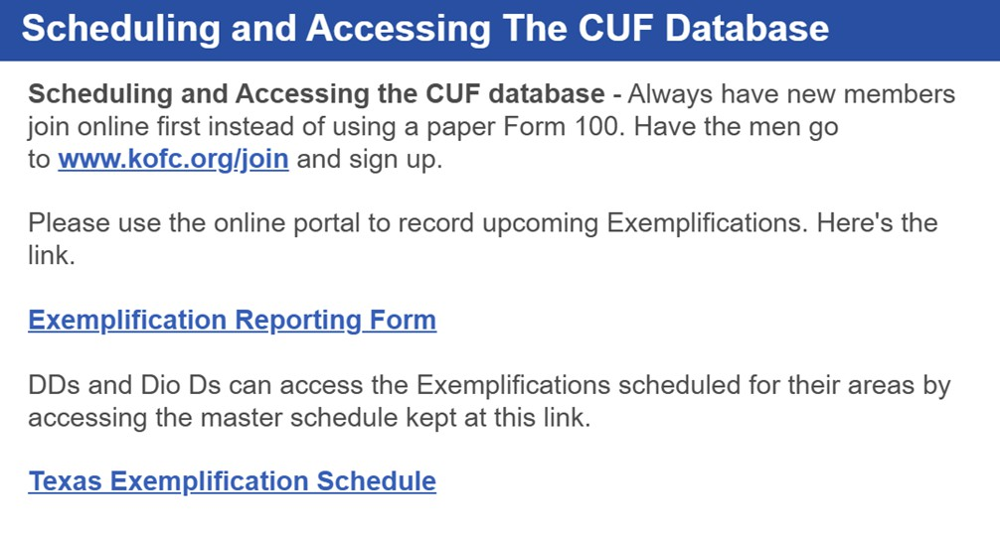 Scheduling and Accessing The CUF Database
Scheduling and Accessing the CUF database - Always have new members
join online first instead of using a paper Form 100. Have the men go
to www.kofc.org/join and sign up.
Please use the online portal to record upcoming Exemplifications. Here's the
link.
Exemplification Reporting Form
DDs and Dio Ds can access the Exemplifications scheduled for their areas by
accessing the master schedule kept at this link.
Texas Exemplification Schedule